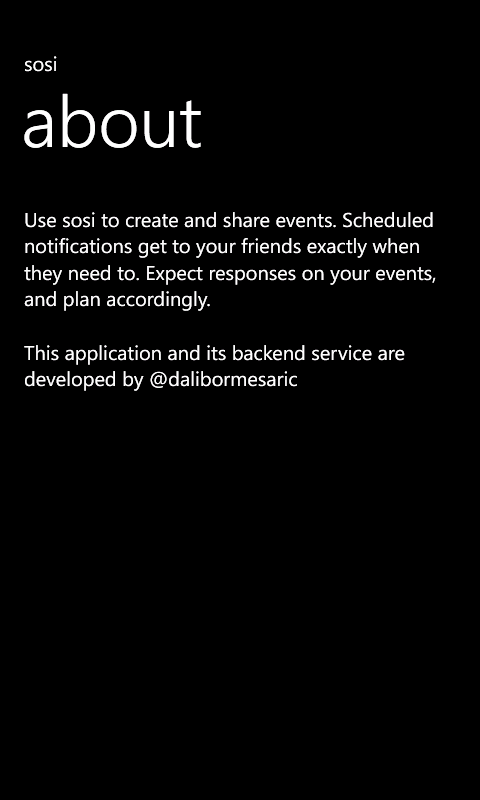 sosi
about
Use sosi to create and share events. Scheduled
notifications get to your friends exactly when
they need to. Expect responses on your events,
and plan accordingly.
This application and its backend service are
developed by @dalibormesaric